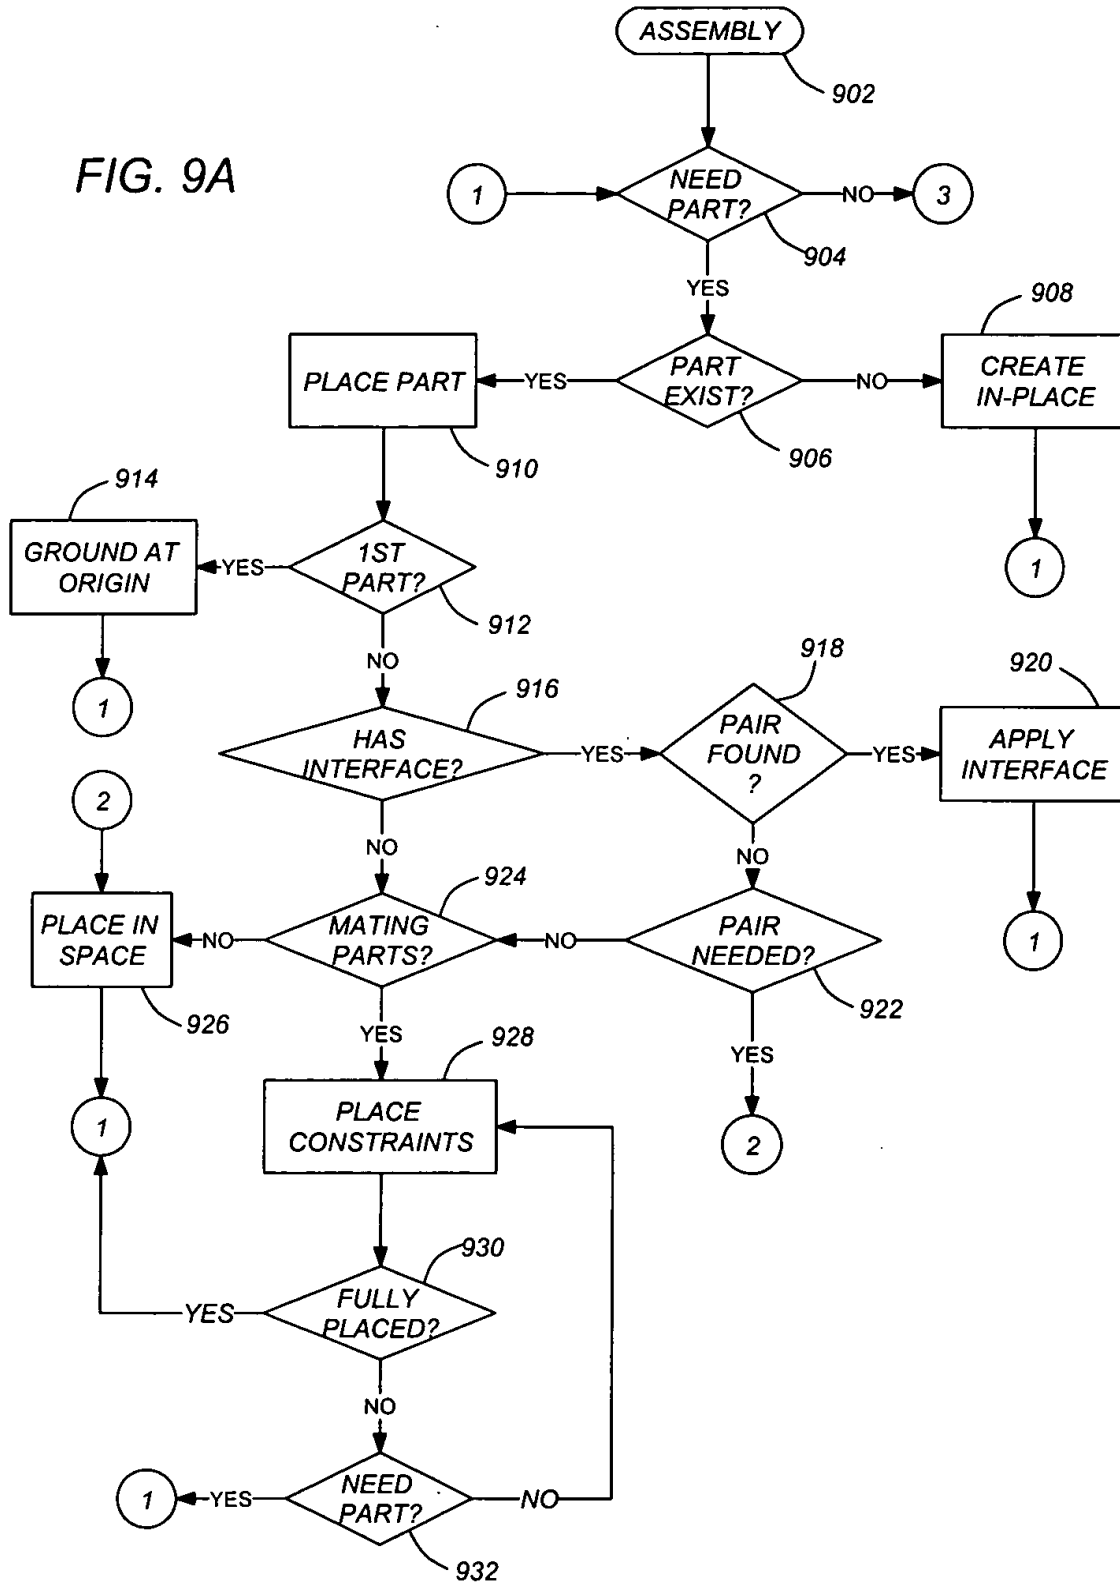 ASSEMBLY
902
FIG. 9A
1
NEED
PART?
NO
3
904
YES
908
PLACE PART
YES
PART
EXIST?
NO
CREATE
IN-PLACE
910
906
914
GROUND AT
ORIGIN
YES
1ST
PART?
1
912
NO
918
920
916
1
HAS
INTERFACE?
YES
PAIR
FOUND
?
YES
APPLY
INTERFACE
2
NO
NO
924
PLACE IN
SPACE
NO
MATING
PARTS?
NO
PAIR
NEEDED?
1
926
922
YES
928
YES
1
PLACE
CONSTRAINTS
2
930
YES
FULLY
PLACED?
NO
1
YES
NEED
PART?
NO
932